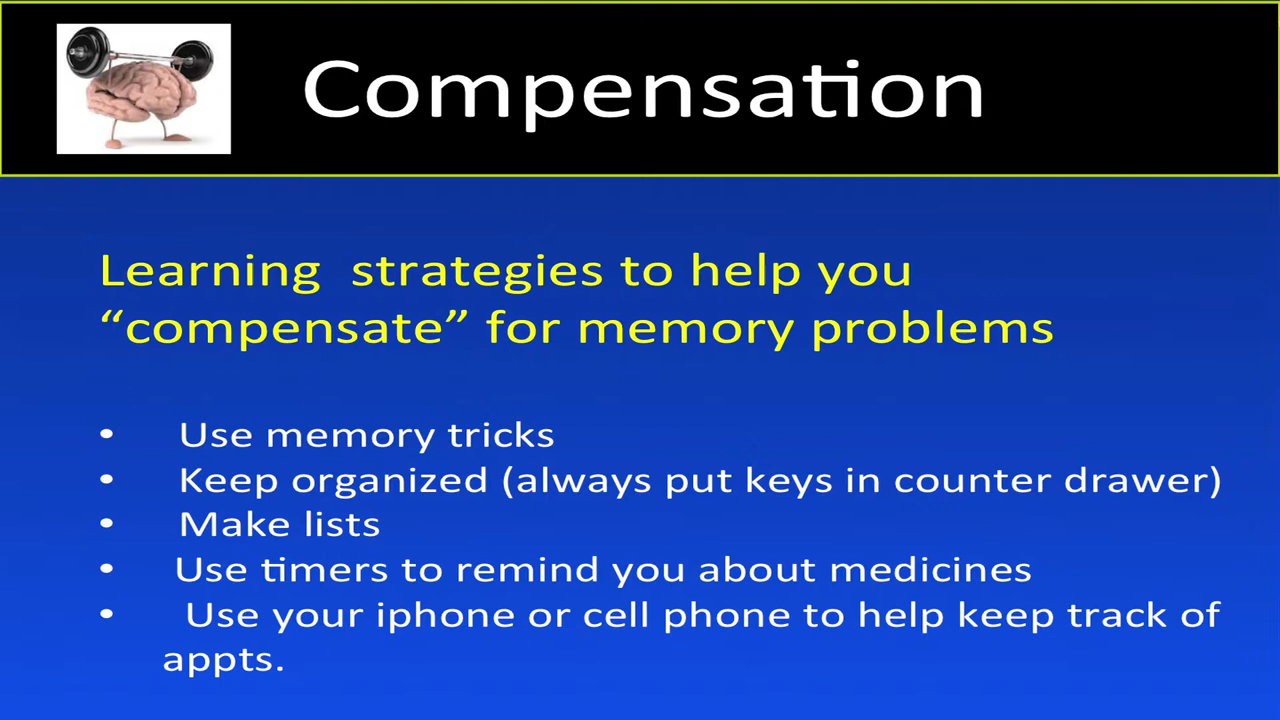 Compensation
Learning strategies to help you
“compensate” for memory problems
• Use memory tricks
• Keep organized (always put keys in counter drawer)
• Make lists
• Use timers to remind you about medicines
• Use your iphone or cell phone to help keep track of
appts.